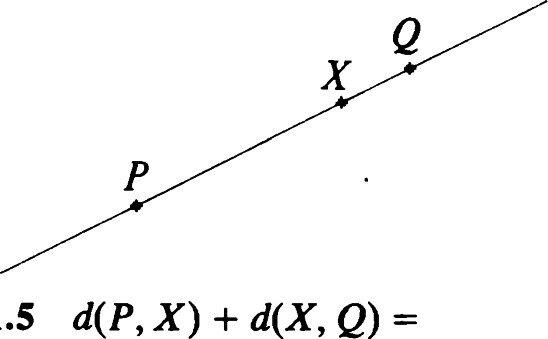 Q
X
P
.5 d(P, X) + d(X, Q) =